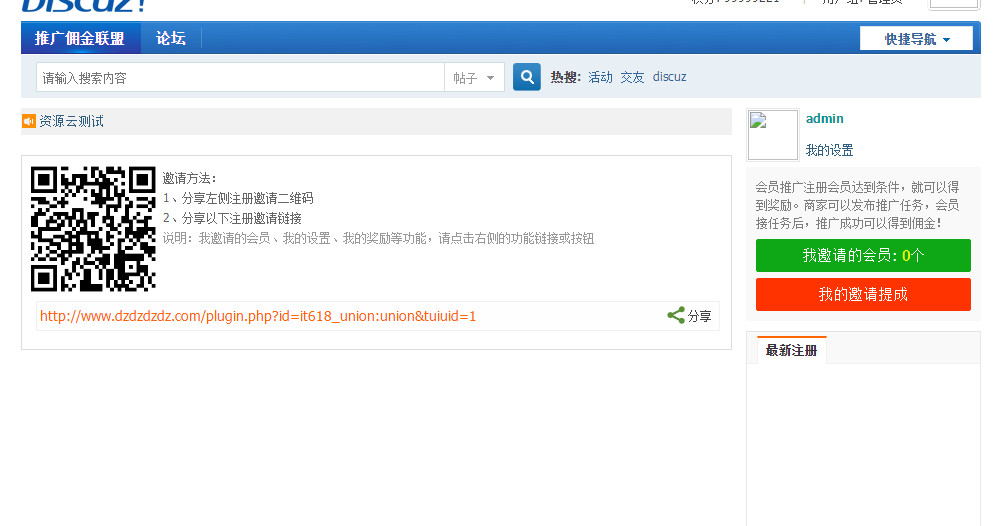 DISCUZ!
推广佣金联盟 论坛 快捷导航
请输入搜索内容 帖子 热搜: 活动 交友 discuz
资源云测试
admin
我的设置
邀请方法:
1、分享左侧注册邀请二维码
2、分享以下注册邀请链接
说明：我邀请的会员、我的设置、我的奖励等功能，请点击右侧的功能链接或按钮
http://www.dzdzdzdz.com/plugin.php?id=it618_union:union&tuiuid=1 分享
会员推广注册会员达到条件，就可以得
到奖励。商家可以发布推广任务，会员
接任务后，推广成功可以得到佣金！
我邀请的会员: 0个
我的邀请提成
最新注册